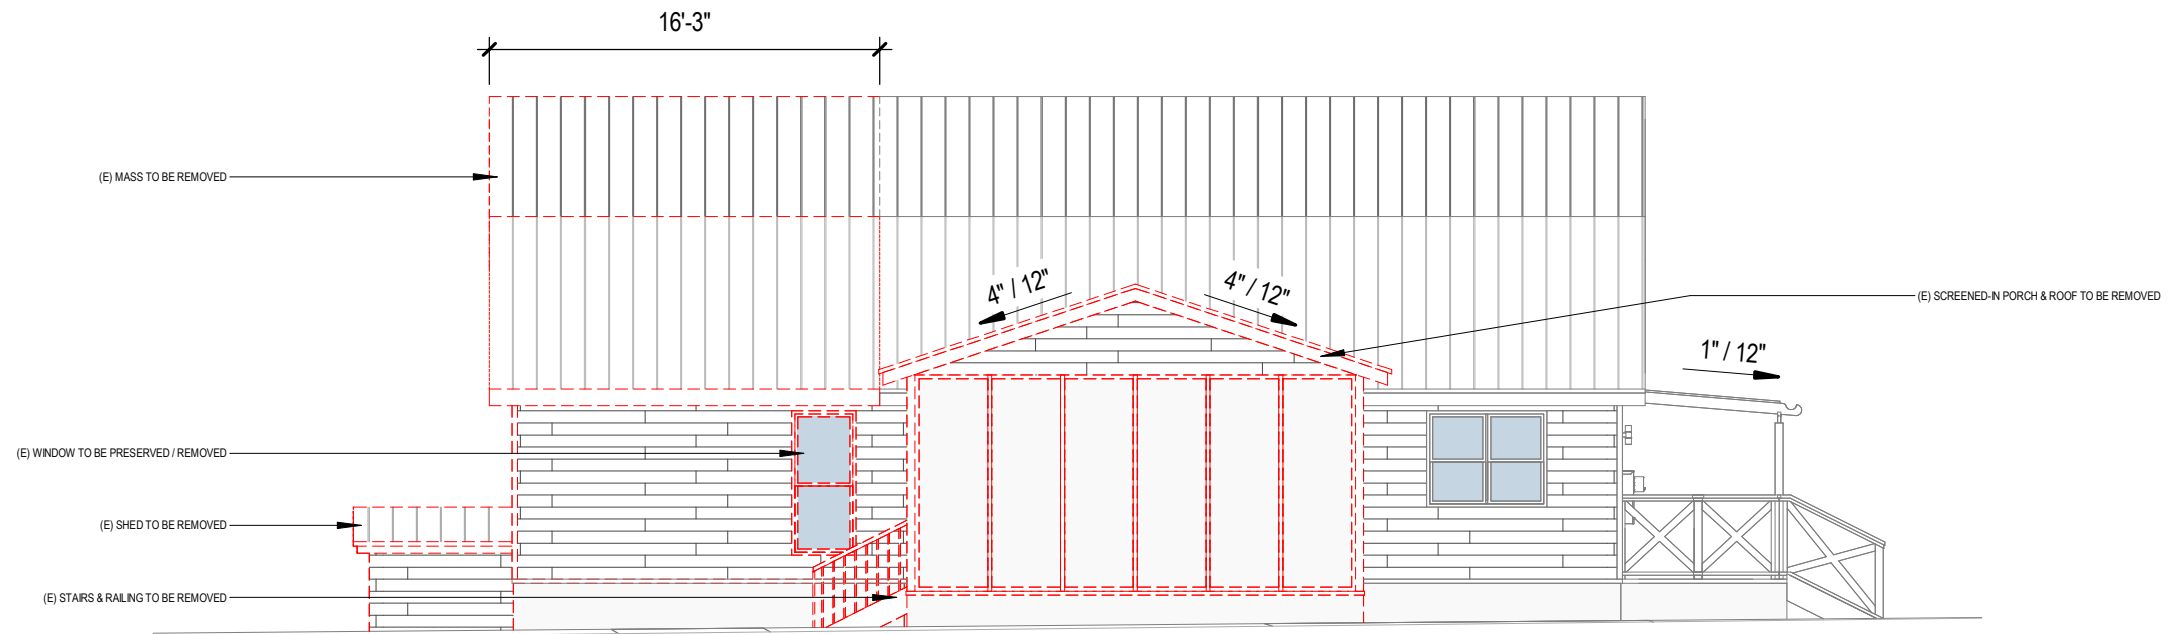 16'-3"
(E) MASS TO BE REMOVED
4" / 12"
4" / 12"
(E) SCREENED-IN PORCH & ROOF TO BE REMOVED
1" / 12"
(E) WINDOW TO BE PRESERVED / REMOVED
(E) SHED TO BE REMOVED
(E) STAIRS & RAILING TO BE REMOVED